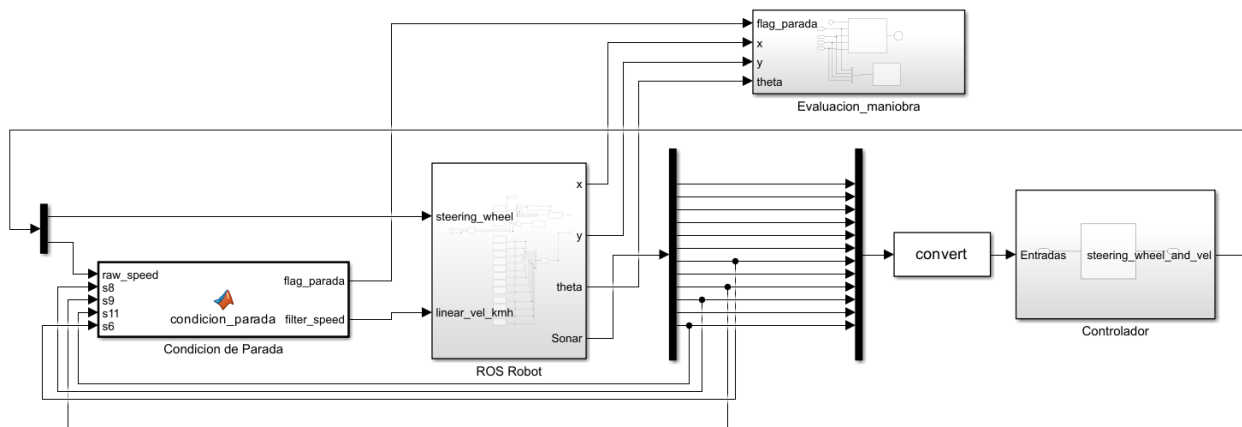 flag_parada
x
y
theta
Evaluacion_maniobra
x
steering_wheel
y
theta
linear_vel_kmh
Sonar
ROS Robot
raw_speed
s8
s9
s11
s6
flag_parada
condicion_parada
filter_speed
Condicion de Parada
convert
Entradas
steering_wheel_and_vel
Controlador